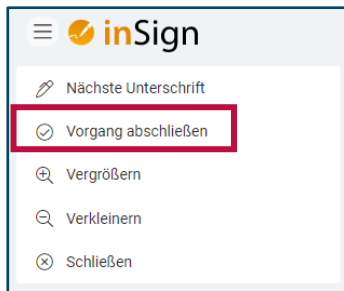 inSign
Nächste Unterschrift
Vorgang abschließen
Vergrößern
Verkleinern
Schließen